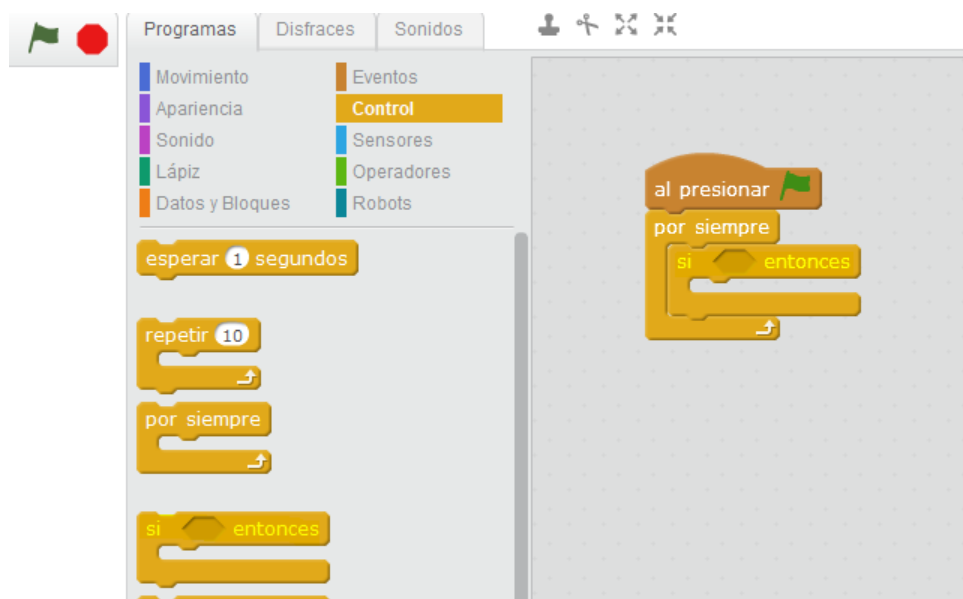 Programas Disfraces Sonidos
Movimiento Eventos
Apariencia Control
Sonido Sensores
Lápiz Operadores
Datos y Bloques Robots
esperar 1 segundos
repetir 10
por siempre
si entonces
al presionar
por siempre
si entonces